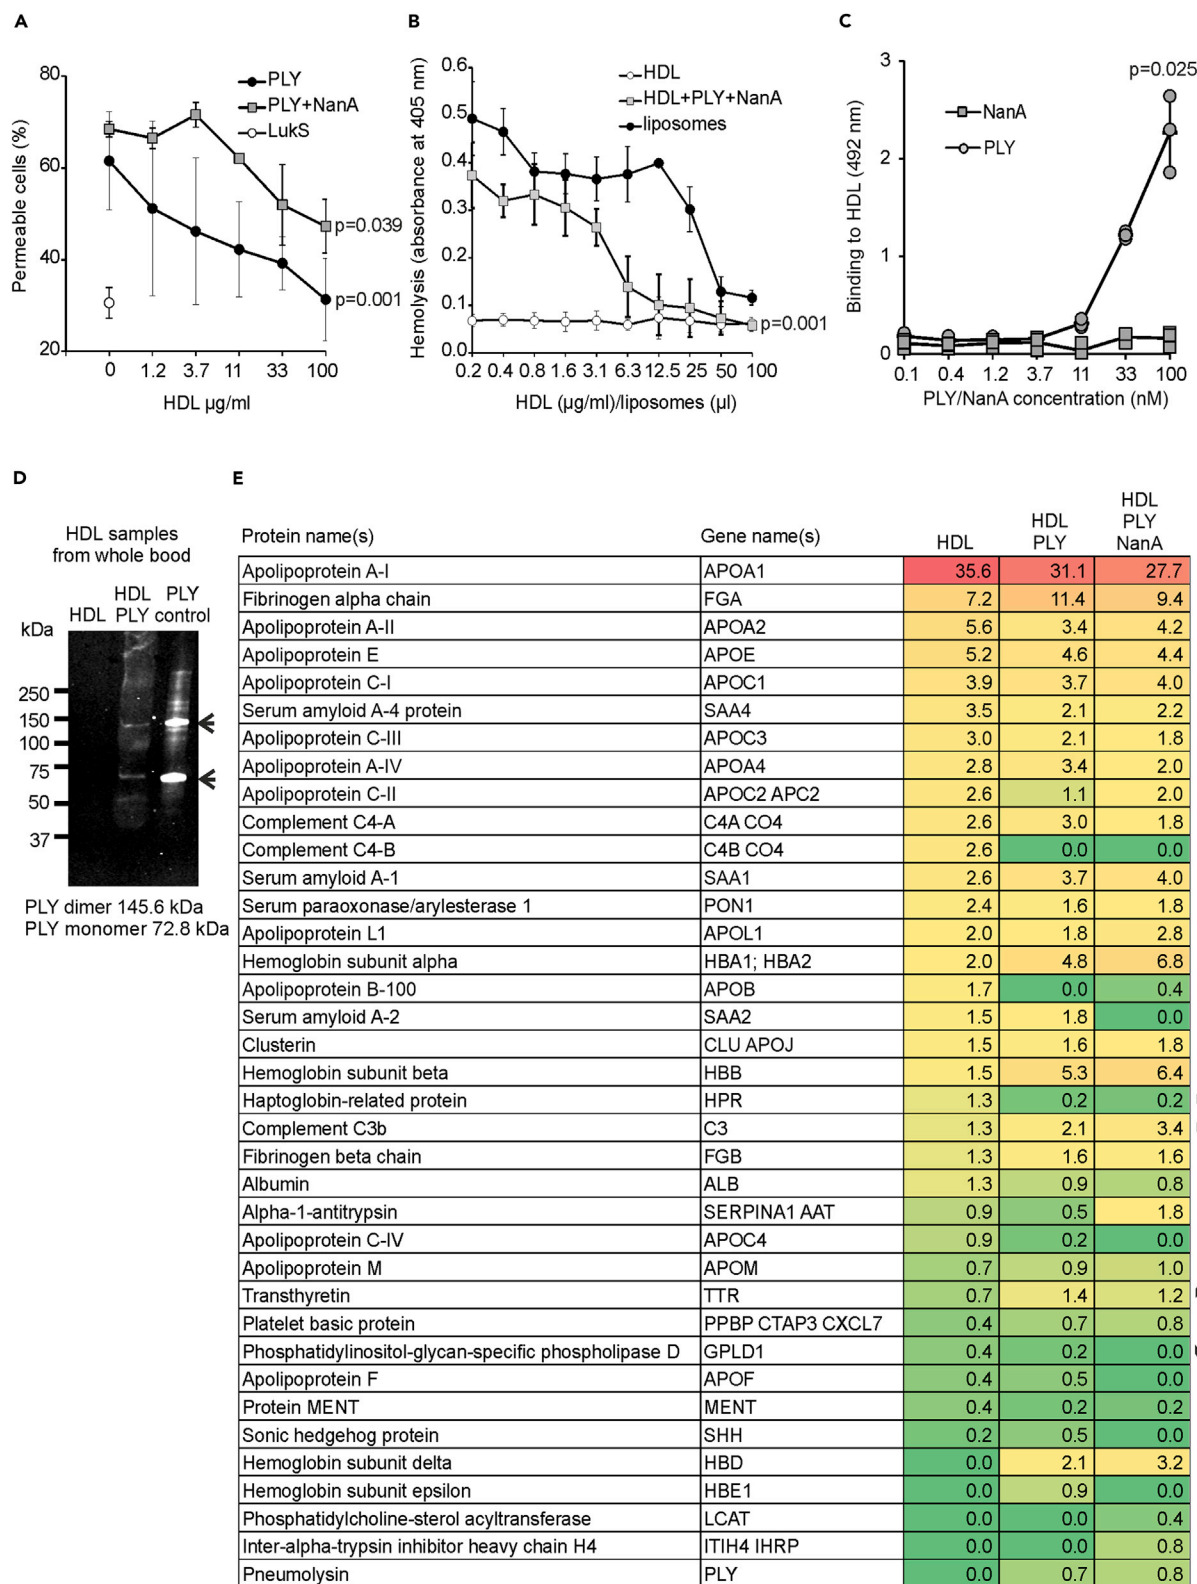 A
B
C
80
60
40
20
Permeable cells (%)
PLY
PLY+NanA
LukS
p=0.039
p=0.001
0 1.2 3.7 11 33 100
HDL µg/ml
0.6
0.5
0.4
0.3
0.2
0.1
0.0
Hemolysis (absorbance at 405 nm)
HDL
HDL+PLY+NanA
liposomes
p=0.001
0.2 0.4 0.8 1.6 3.1 6.3 12.5 25 50 100
HDL (µg/ml)/liposomes (µl)
3
2
1
0
Binding to HDL (492 nm)
NanA
PLY
p=0.025
0.1 0.4 1.2 3.7 11 33 100
PLY/NanA concentration (nM)
D
HDL samples
from whole bood
HDL PLY
HDL PLY control
kDa
250
150
100
75
50
37
PLY dimer 145.6 kDa
PLY monomer 72.8 kDa
E
HDL
HDL PLY
Protein name(s) Gene name(s) HDL PLY NanA
Apolipoprotein A-I APOA1 35.6 31.1 27.7
Fibrinogen alpha chain FGA 7.2 11.4 9.4
Apolipoprotein A-II APOA2 5.6 3.4 4.2
Apolipoprotein E APOE 5.2 4.6 4.4
Apolipoprotein C-I APOC1 3.9 3.7 4.0
Serum amyloid A-4 protein SAA4 3.5 2.1 2.2
Apolipoprotein C-III APOC3 3.0 2.1 1.8
Apolipoprotein A-IV APOA4 2.8 3.4 2.0
Apolipoprotein C-II APOC2 APC2 2.6 1.1 2.0
Complement C4-A C4A CO4 2.6 3.0 1.8
Complement C4-B C4B CO4 2.6 0.0 0.0
Serum amyloid A-1 SAA1 2.6 3.7 4.0
Serum paraoxonase/arylesterase 1 PON1 2.4 1.6 1.8
Apolipoprotein L1 APOL1 2.0 1.8 2.8
Hemoglobin subunit alpha HBA1; HBA2 2.0 4.8 6.8
Apolipoprotein B-100 APOB 1.7 0.0 0.4
Serum amyloid A-2 SAA2 1.5 1.8 0.0
Clusterin CLU APOJ 1.5 1.6 1.8
Hemoglobin subunit beta HBB 1.5 5.3 6.4
Haptoglobin-related protein HPR 1.3 0.2 0.2
Complement C3b C3 1.3 2.1 3.4
Fibrinogen beta chain FGB 1.3 1.6 1.6
Albumin ALB 1.3 0.9 0.8
Alpha-1-antitrypsin SERPINA1 AAT 0.9 0.5 1.8
Apolipoprotein C-IV APOC4 0.9 0.2 0.0
Apolipoprotein M APOM 0.7 0.9 1.0
Transthyretin TTR 0.7 1.4 1.2
Platelet basic protein PPBP CTAP3 CXCL7 0.4 0.7 0.8
Phosphatidylinositol-glycan-specific phospholipase D GPLD1 0.4 0.2 0.0
Apolipoprotein F APOF 0.4 0.5 0.0
Protein MENT MENT 0.4 0.2 0.2
Sonic hedgehog protein SHH 0.2 0.5 0.0
Hemoglobin subunit delta HBD 0.0 2.1 3.2
Hemoglobin subunit epsilon HBE1 0.0 0.9 0.0
Phosphatidylcholine-sterol acyltransferase LCAT 0.0 0.0 0.4
Inter-alpha-trypsin inhibitor heavy chain H4 ITIH4 IHRP 0.0 0.0 0.8
Pneumolysin PLY 0.0 0.7 0.8